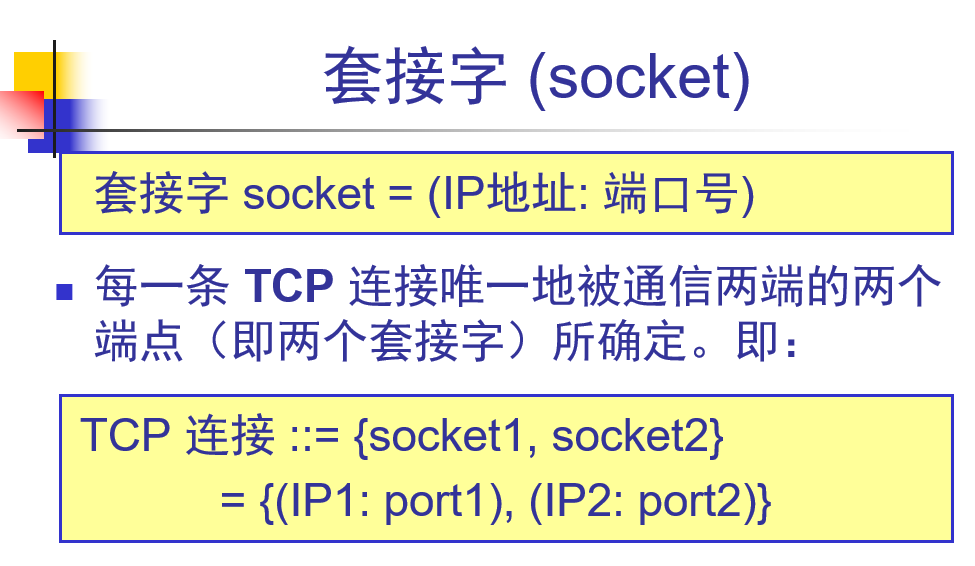 套接字 (socket)
套接字 socket = (IP地址: 端口号)
每一条 TCP 连接唯一地被通信两端的两个
端点（即两个套接字）所确定。即：
TCP 连接 ::= {socket1, socket2}
= {(IP1: port1), (IP2: port2)}